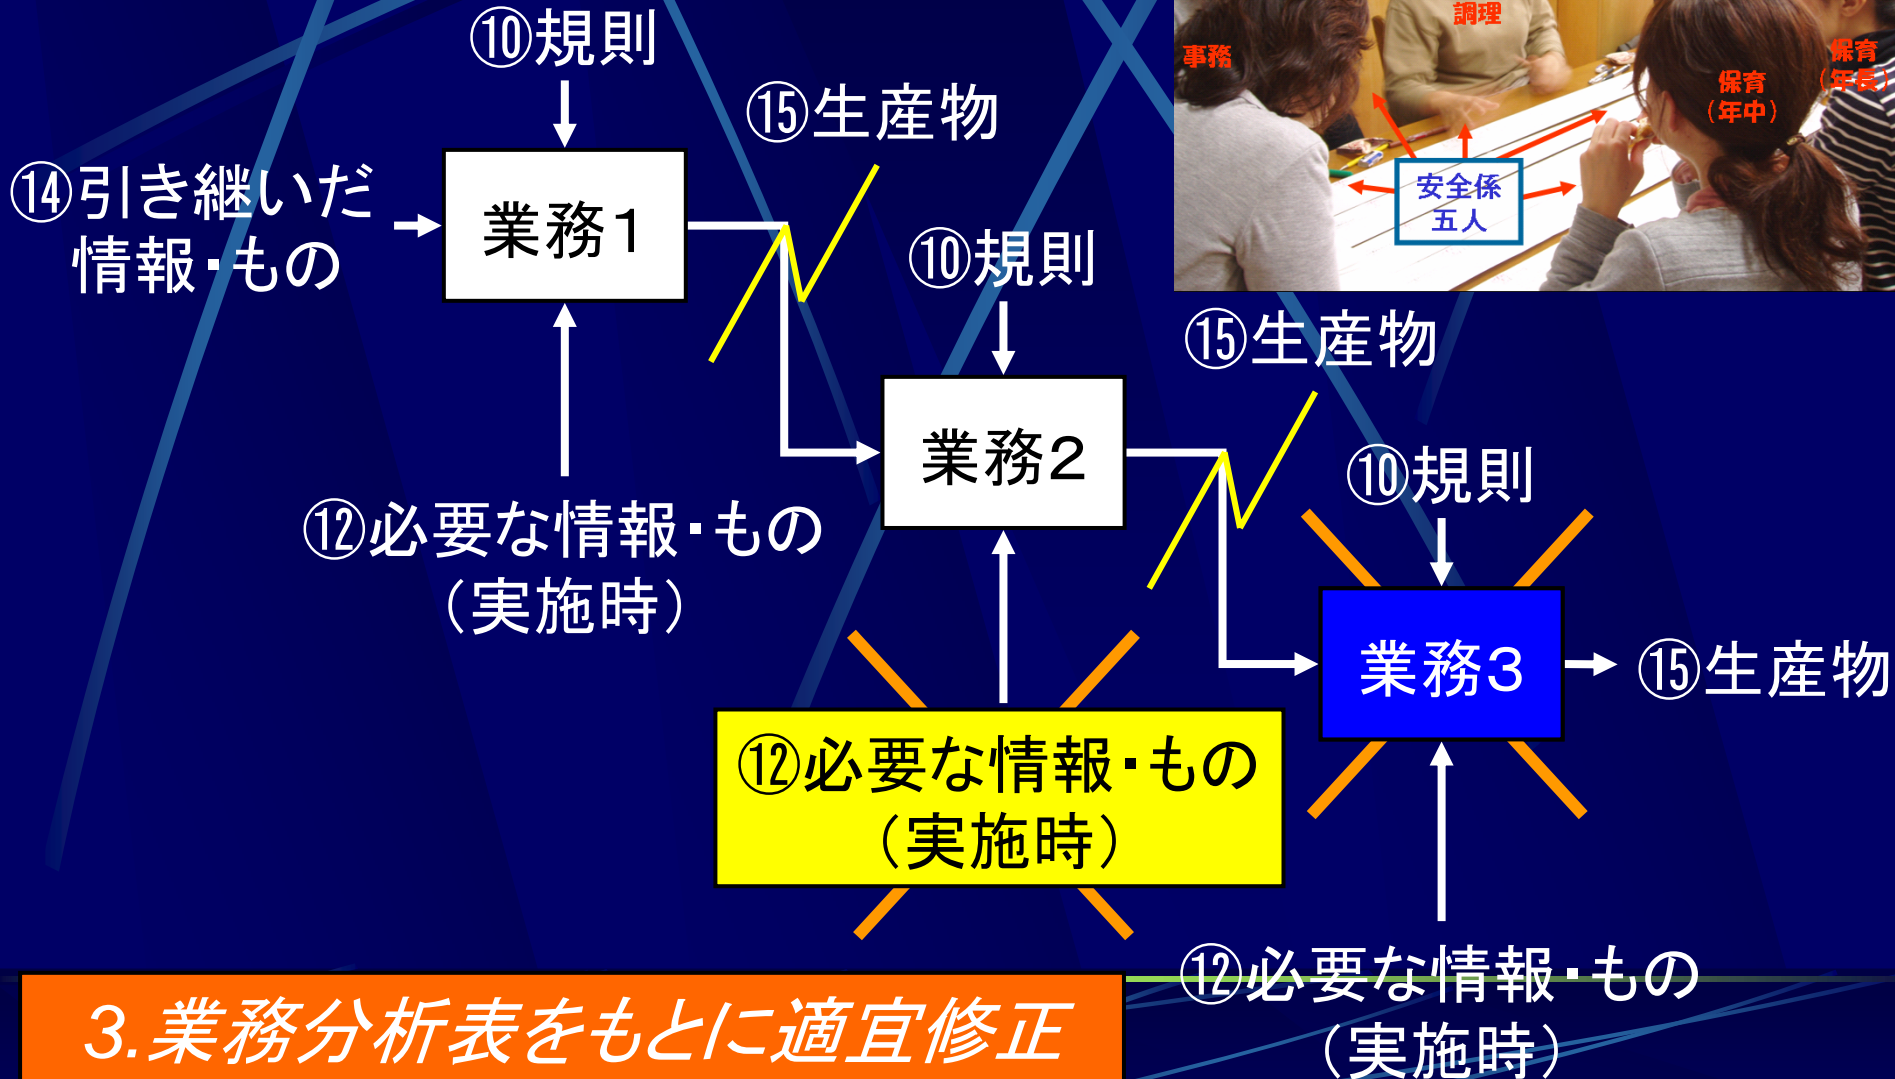 ⑩規則
⑮生産物
⑭引き継いだ
情報・もの
業務1
⑫必要な情報・もの
（実施時）
事務
調理
保育
（年中）
保育
（年長）
安全係
五人
⑩規則
⑮生産物
業務2
⑫必要な情報・もの
（実施時）
⑩規則
業務3
⑮生産物
⑫必要な情報・もの
（実施時）
3.業務分析表をもとに適宜修正